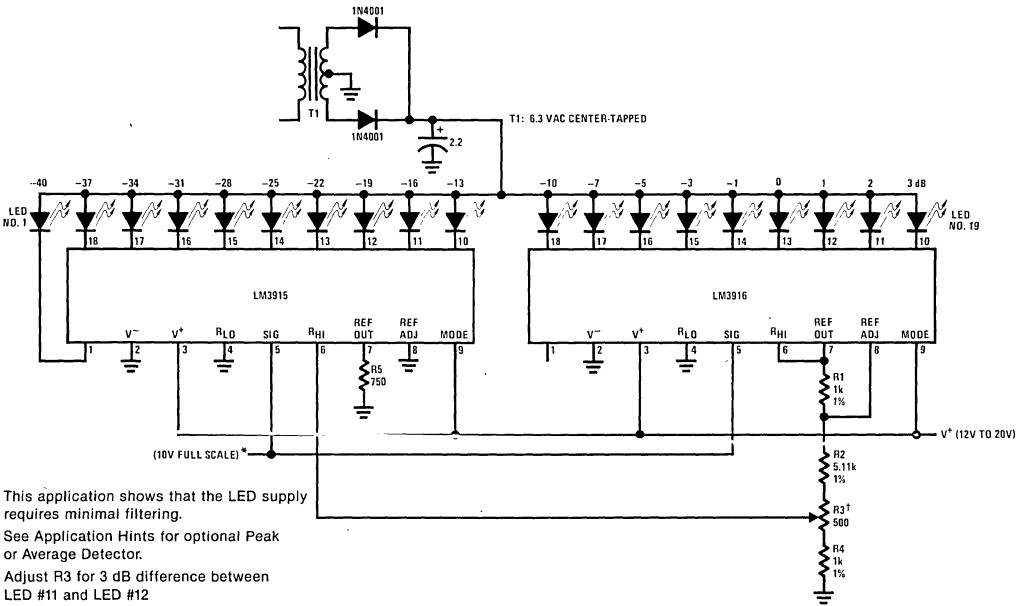 1N4001
T1
1N4001
T1: 6.3 VAC CENTER-TAPPED
+
2.2
-40 -37 -34 -31 -28 -25 -22 -19 -16 -13 -10 -7 -5 -3 -1 0 1 2 3 dB
LED NO. 1
LED NO. 19
18 17 16 15 14 13 12 11 10 18 17 16 15 14 13 12 11 10
LM3915 LM3916
V- V+ RLO SIG RHI REF OUT REF ADJ MODE V- V+ RLO SIG RHI REF OUT REF ADJ MODE
1 2 3 4 5 6 7 8 9 1 2 3 4 5 6 7 8 9
R5
750
R1
1k
1%
V+ (12V TO 20V)
(10V FULL SCALE)*
R2
5.11k
1%
R3†
500
R4
1k
1%
This application shows that the LED supply
requires minimal filtering.
See Application Hints for optional Peak
or Average Detector.
Adjust R3 for 3 dB difference between
LED #11 and LED #12